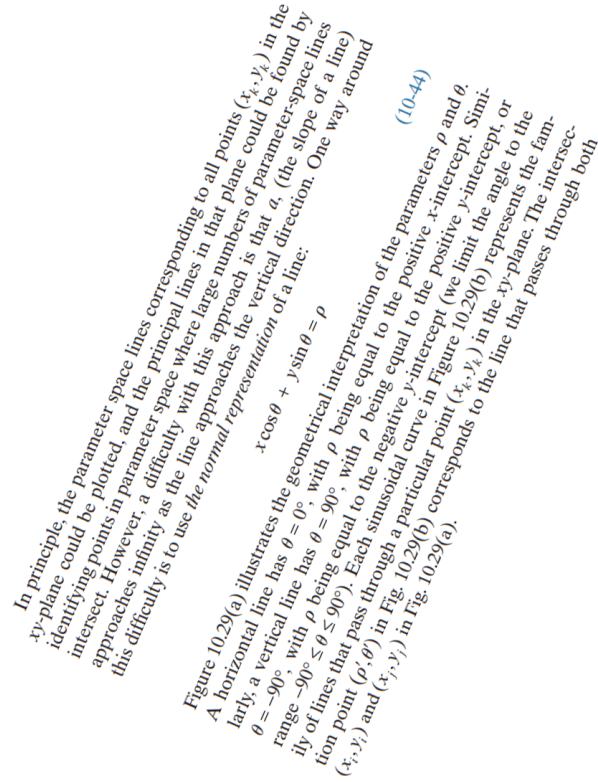 In principle, the parameter space lines corresponding to all points (x_k, y_k) in the
xy-plane could be plotted, and the principal lines in that plane could be found by
identifying points in parameter space where large numbers of parameter-space lines
intersect. However, a difficulty with this approach is that a, (the slope of a line)
approaches infinity as the line approaches the vertical direction. One way around
this difficulty is to use the normal representation of a line:
x cos θ + y sin θ = ρ (10-44)
Figure 10.29(a) illustrates the geometrical interpretation of the parameters ρ and θ.
A horizontal line has θ = 0°, with ρ being equal to the positive x-intercept. Simi-
larly, a vertical line has θ = 90°, with ρ being equal to the positive y-intercept, or
θ = −90°, with ρ being equal to the negative y-intercept (we limit the angle to the
range −90° ≤ θ ≤ 90°). Each sinusoidal curve in Figure 10.29(b) represents the fam-
ily of lines that pass through a particular point (x_k, y_k) in the xy-plane. The intersec-
tion point (ρ′, θ′) in Fig. 10.29(b) corresponds to the line that passes through both
(x_i, y_i) and (x_j, y_j) in Fig. 10.29(a).